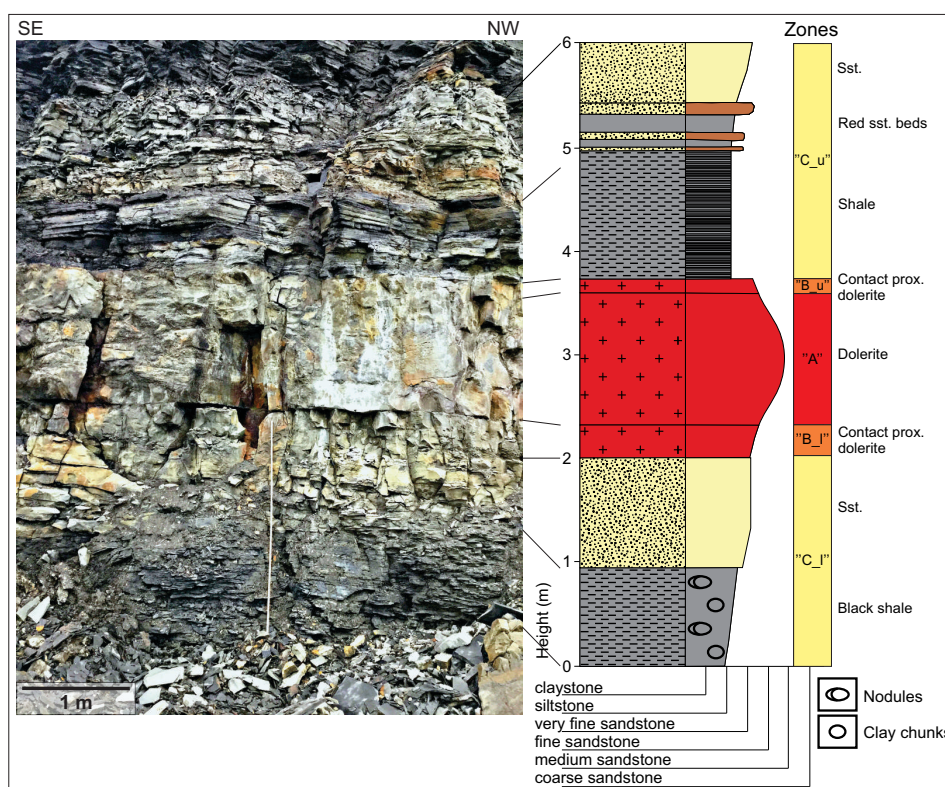 SE
NW
Zones
6
Sst.
Red sst. beds
5
"C_u"
Shale
4
Contact prox.
dolerite
"B_u"
3
"A"
Dolerite
Contact prox.
dolerite
"B_l"
2
Sst.
1
"C_l"
Height (m)
Black shale
0
1 m
claystone
siltstone
very fine sandstone
fine sandstone
medium sandstone
coarse sandstone
Nodules
Clay chunks